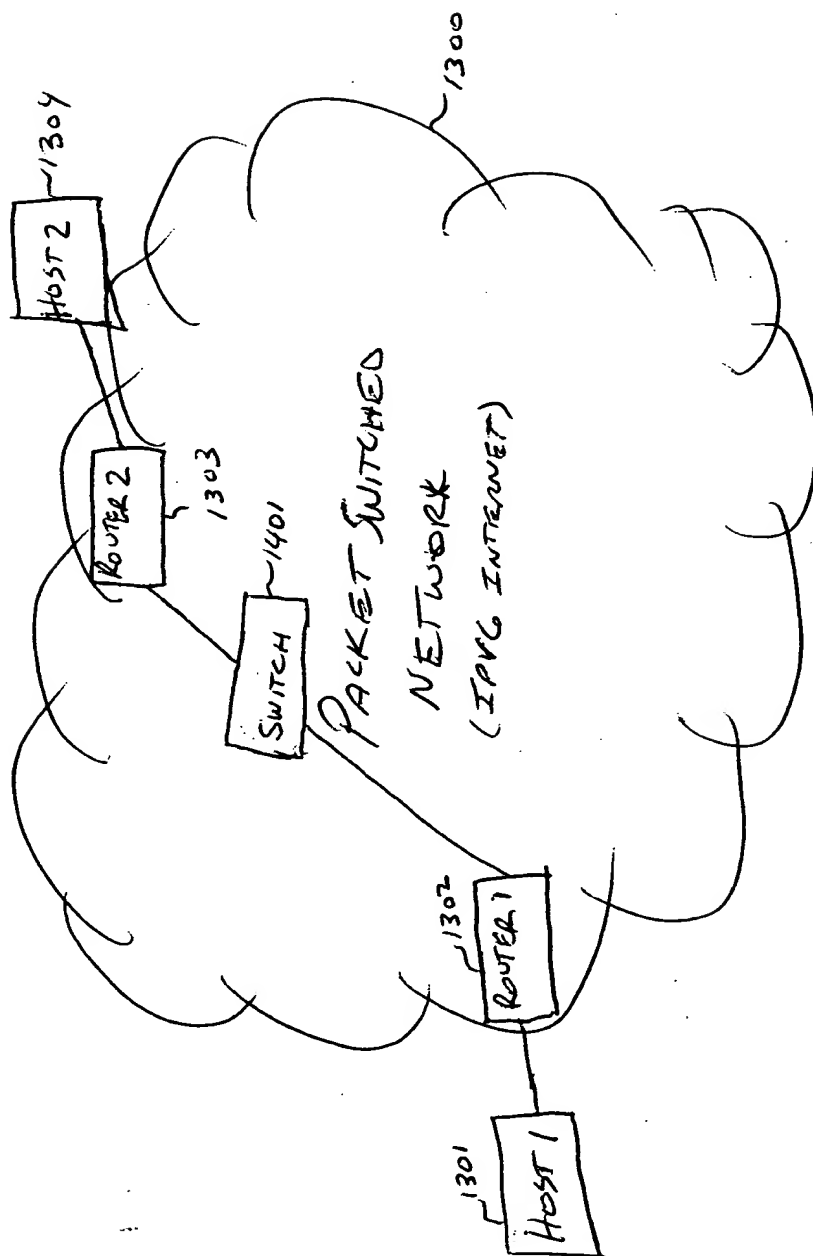 1304
HOST 2
1300
ROUTER 2
1303
1401
SWITCH
PACKET SWITCHED
NETWORK
(IPV6 INTERNET)
1302
ROUTER 1
1301
HOST 1